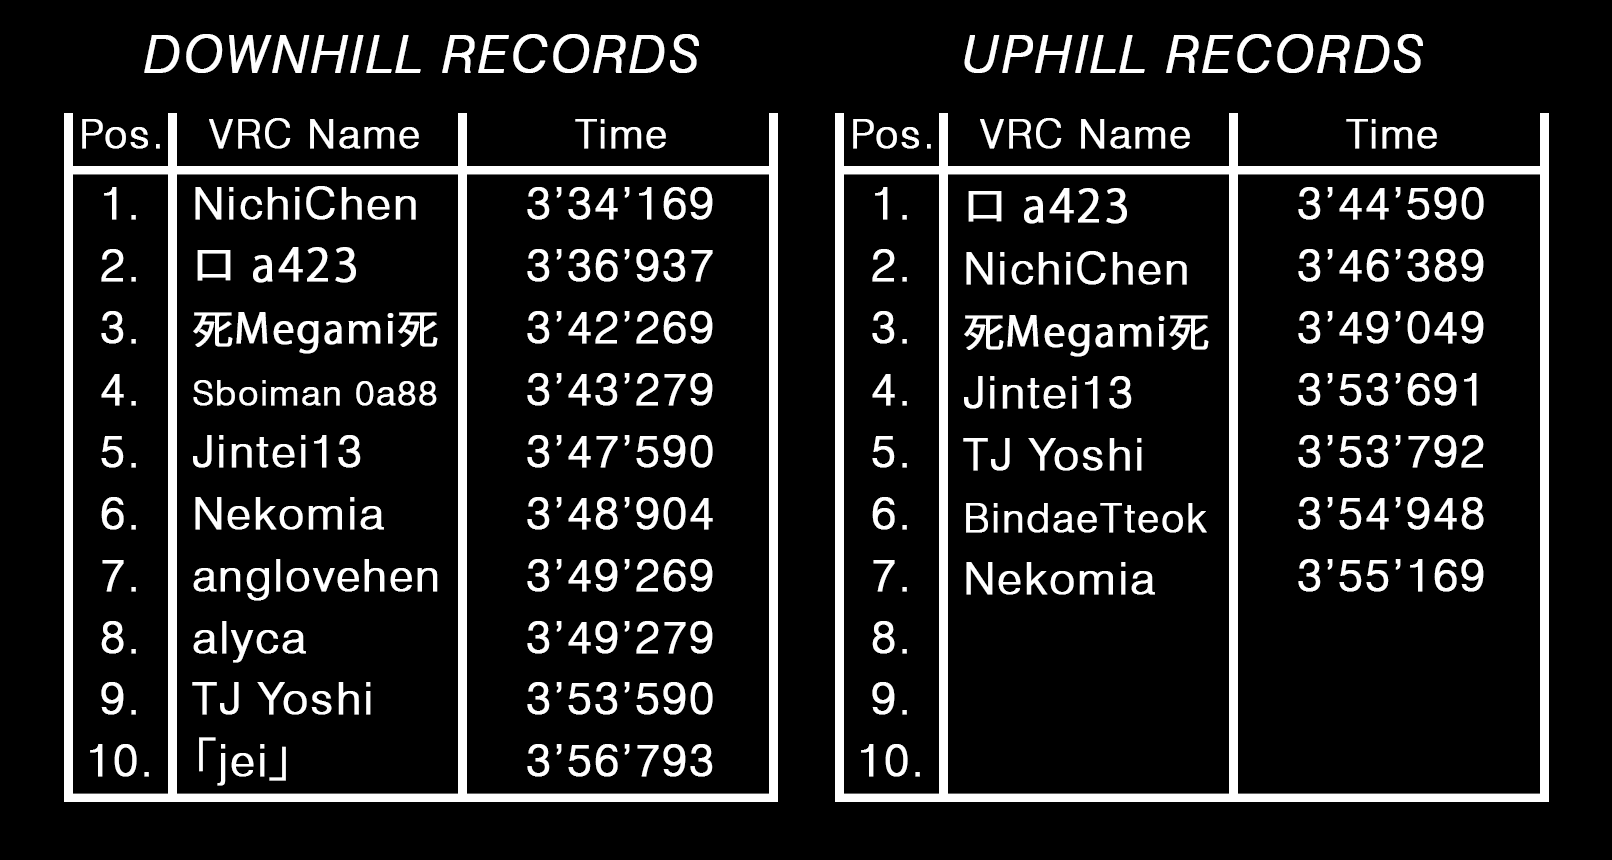 DOWNHILL RECORDS
Pos. VRC Name Time
1. NichiChen 3’34’169
2. 口 a423 3’36’937
3. 死Megami死 3’42’269
4. Sboiman 0a88 3’43’279
5. Jintei13 3’47’590
6. Nekomia 3’48’904
7. anglovehen 3’49’269
8. alyca 3’49’279
9. TJ Yoshi 3’53’590
10. 「jei」 3’56’793
UPHILL RECORDS
Pos. VRC Name Time
1. 口 a423 3’44’590
2. NichiChen 3’46’389
3. 死Megami死 3’49’049
4. Jintei13 3’53’691
5. TJ Yoshi 3’53’792
6. BindaeTteok 3’54’948
7. Nekomia 3’55’169
8.
9.
10.